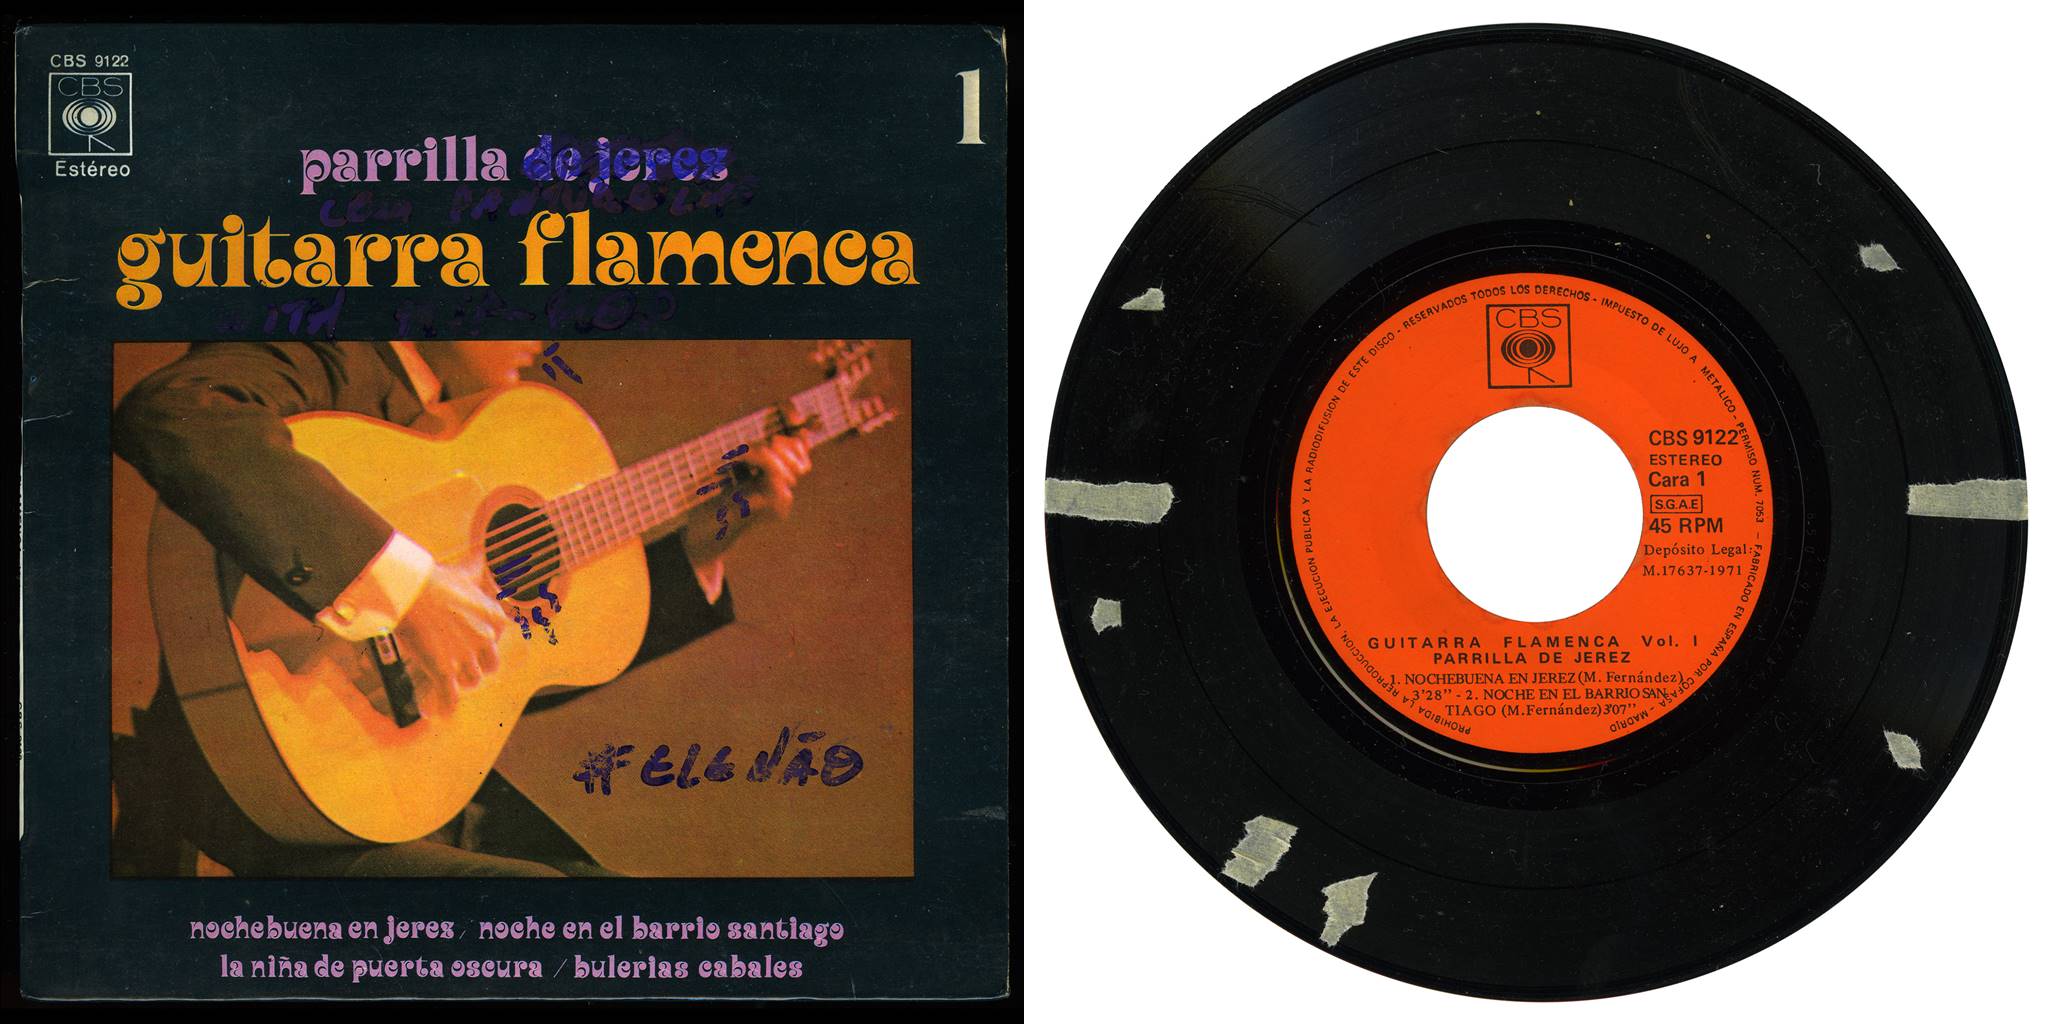 CBS 9122
CBS
Estéreo
1
parrilla de jerez
com
guitarra flamenca
#ELE NÃO
nochebuena en jerez / noche en el barrio santiago
la niña de puerta oscura / bulerias cabales
PROHIBIDA LA REPRODUCCION, LA EJECUCION PUBLICA Y LA RADIODIFUSION DE ESTE DISCO - RESERVADOS TODOS LOS DERECHOS - IMPUESTO DE LUJO A METALICO - PERMISO NUM. 7053 - FABRICADO EN ESPAÑA POR COFASA - MADRID
CBS
CBS 9122
ESTEREO
Cara 1
S.G.A.E
45 RPM
Depósito Legal:
M.17637-1971
GUITARRA FLAMENCA Vol. I
PARRILLA DE JEREZ
1. NOCHEBUENA EN JEREZ (M. Fernández)
3'28'' - 2. NOCHE EN EL BARRIO SAN-
TIAGO (M.Fernández) 3'07''